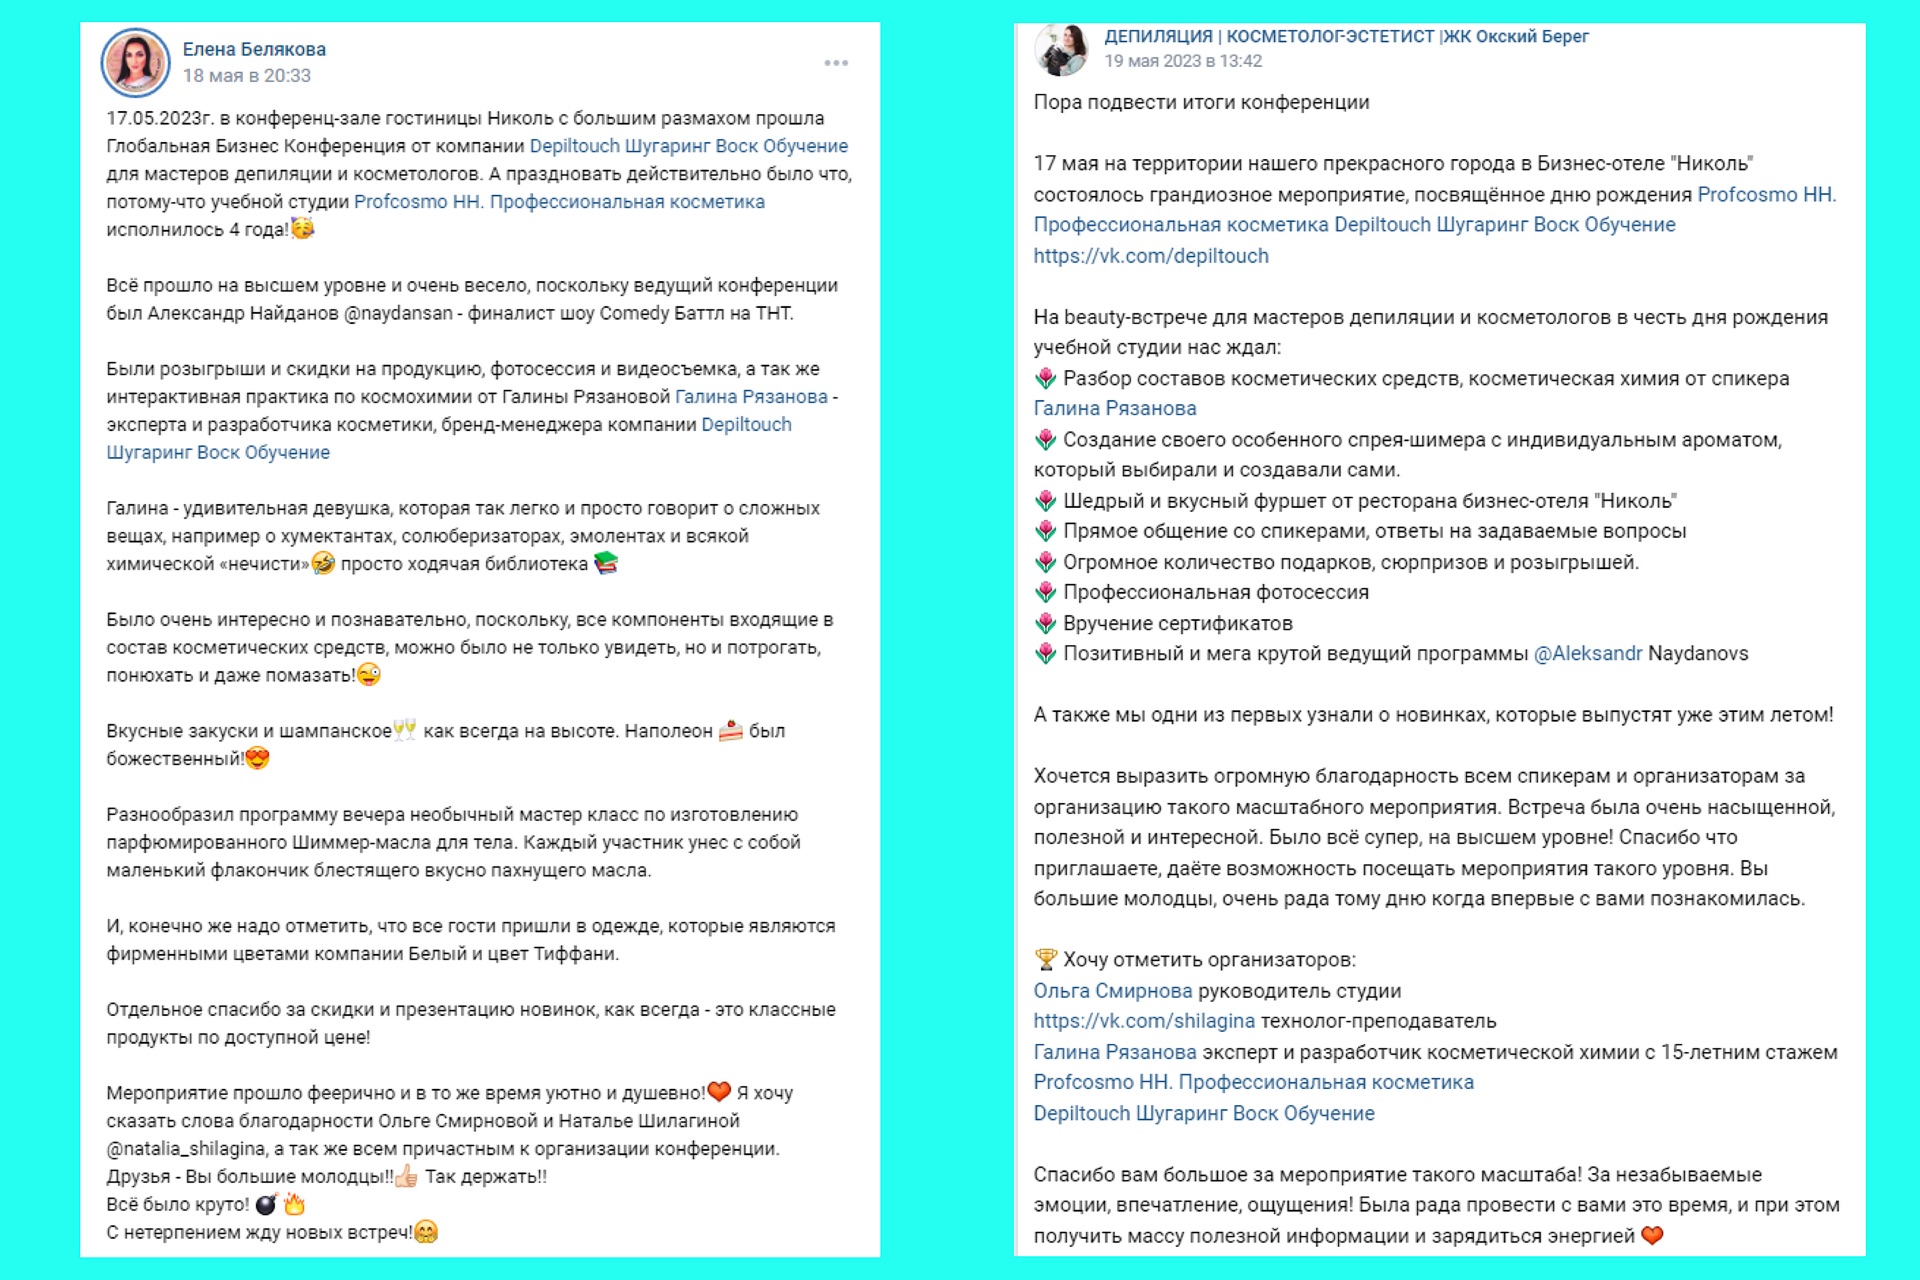 Елена Белякова
18 мая в 20:33
17.05.2023г. в конференц-зале гостиницы Николь с большим размахом прошла
Глобальная Бизнес Конференция от компании Depiltouch Шугаринг Воск Обучение
для мастеров депиляции и косметологов. А праздновать действительно было что,
потому-что учебной студии Profcosmo НН. Профессиональная косметика
исполнилось 4 года!🥳
Всё прошло на высшем уровне и очень весело, поскольку ведущий конференции
был Александр Найданов @naydansan - финалист шоу Comedy Баттл на ТНТ.
Были розыгрыши и скидки на продукцию, фотосессия и видеосъемка, а так же
интерактивная практика по космохимии от Галины Рязановой Галина Рязанова -
эксперта и разработчика косметики, бренд-менеджера компании Depiltouch
Шугаринг Воск Обучение
Галина - удивительная девушка, которая так легко и просто говорит о сложных
вещах, например о хумектантах, солюберизаторах, эмолентах и всякой
химической «нечисти»🤣 просто ходячая библиотека 📚
Было очень интересно и познавательно, поскольку, все компоненты входящие в
состав косметических средств, можно было не только увидеть, но и потрогать,
понюхать и даже помазать!😜
Вкусные закуски и шампанское🥂 как всегда на высоте. Наполеон 🍰 был
божественный!😍
Разнообразил программу вечера необычный мастер класс по изготовлению
парфюмированного Шиммер-масла для тела. Каждый участник унес с собой
маленький флакончик блестящего вкусно пахнущего масла.
И, конечно же надо отметить, что все гости пришли в одежде, которые являются
фирменными цветами компании Белый и цвет Тиффани.
Отдельное спасибо за скидки и презентацию новинок, как всегда - это классные
продукты по доступной цене!
Мероприятие прошло феерично и в то же время уютно и душевно!❤ Я хочу
сказать слова благодарности Ольге Смирновой и Наталье Шилагиной
@natalia_shilagina, а так же всем причастным к организации конференции.
Друзья - Вы большие молодцы!!👍 Так держать!!
Всё было круто! 💣 🔥
С нетерпением жду новых встреч!🤗
ДЕПИЛЯЦИЯ | КОСМЕТОЛОГ-ЭСТЕТИСТ |ЖК Окский Берег
19 мая 2023 в 13:42
Пора подвести итоги конференции
17 мая на территории нашего прекрасного города в Бизнес-отеле "Николь"
состоялось грандиозное мероприятие, посвящённое дню рождения Profcosmo НН.
Профессиональная косметика Depiltouch Шугаринг Воск Обучение
https://vk.com/depiltouch
На beauty-встрече для мастеров депиляции и косметологов в честь дня рождения
учебной студии нас ждал:
🌷 Разбор составов косметических средств, косметическая химия от спикера
Галина Рязанова
🌷 Создание своего особенного спрея-шимера с индивидуальным ароматом,
который выбирали и создавали сами.
🌷 Шедрый и вкусный фуршет от ресторана бизнес-отеля "Николь"
🌷 Прямое общение со спикерами, ответы на задаваемые вопросы
🌷 Огромное количество подарков, сюрпризов и розыгрышей.
🌷 Профессиональная фотосессия
🌷 Вручение сертификатов
🌷 Позитивный и мега крутой ведущий программы @Aleksandr Naydanovs
А также мы одни из первых узнали о новинках, которые выпустят уже этим летом!
Хочется выразить огромную благодарность всем спикерам и организаторам за
организацию такого масштабного мероприятия. Встреча была очень насыщенной,
полезной и интересной. Было всё супер, на высшем уровне! Спасибо что
приглашаете, даёте возможность посещать мероприятия такого уровня. Вы
большие молодцы, очень рада тому дню когда впервые с вами познакомилась.
🏆 Хочу отметить организаторов:
Ольга Смирнова руководитель студии
https://vk.com/shilagina технолог-преподаватель
Галина Рязанова эксперт и разработчик косметической химии с 15-летним стажем
Profcosmo НН. Профессиональная косметика
Depiltouch Шугаринг Воск Обучение
Спасибо вам большое за мероприятие такого масштаба! За незабываемые
эмоции, впечатление, ощущения! Была рада провести с вами это время, и при этом
получить массу полезной информации и зарядиться энергией ❤